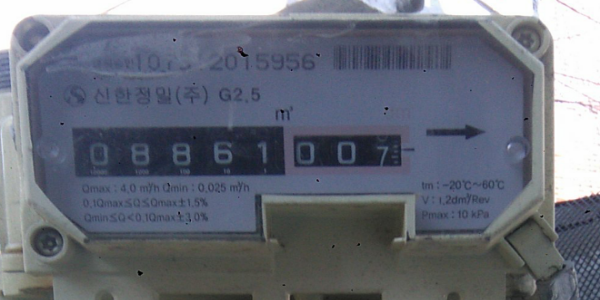 2015956
신한정밀(주) G2.5
m³
08861 007
Qmax : 4.0 m³/h Qmin : 0.025 m³/h
0.1Qmax≤Q≤Qmax±1.5%
Qmin≤Q<0.1Qmax±3.0%
tm : -20℃~60℃
V : 1.2dm³/Rev
Pmax : 10 kPa